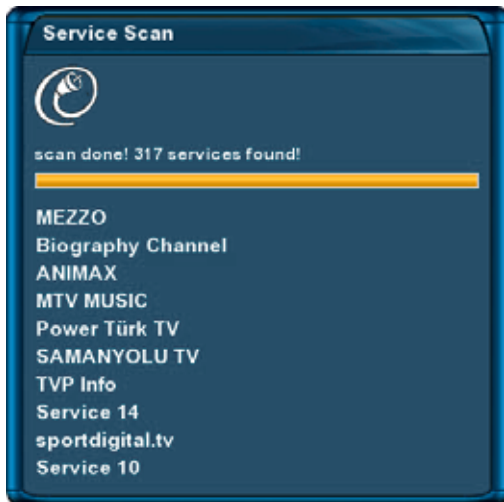 Service Scan
scan done! 317 services found!
MEZZO
Biography Channel
ANIMAX
MTV MUSIC
Power Türk TV
SAMANYOLU TV
TVP Info
Service 14
sportdigital.tv
Service 10